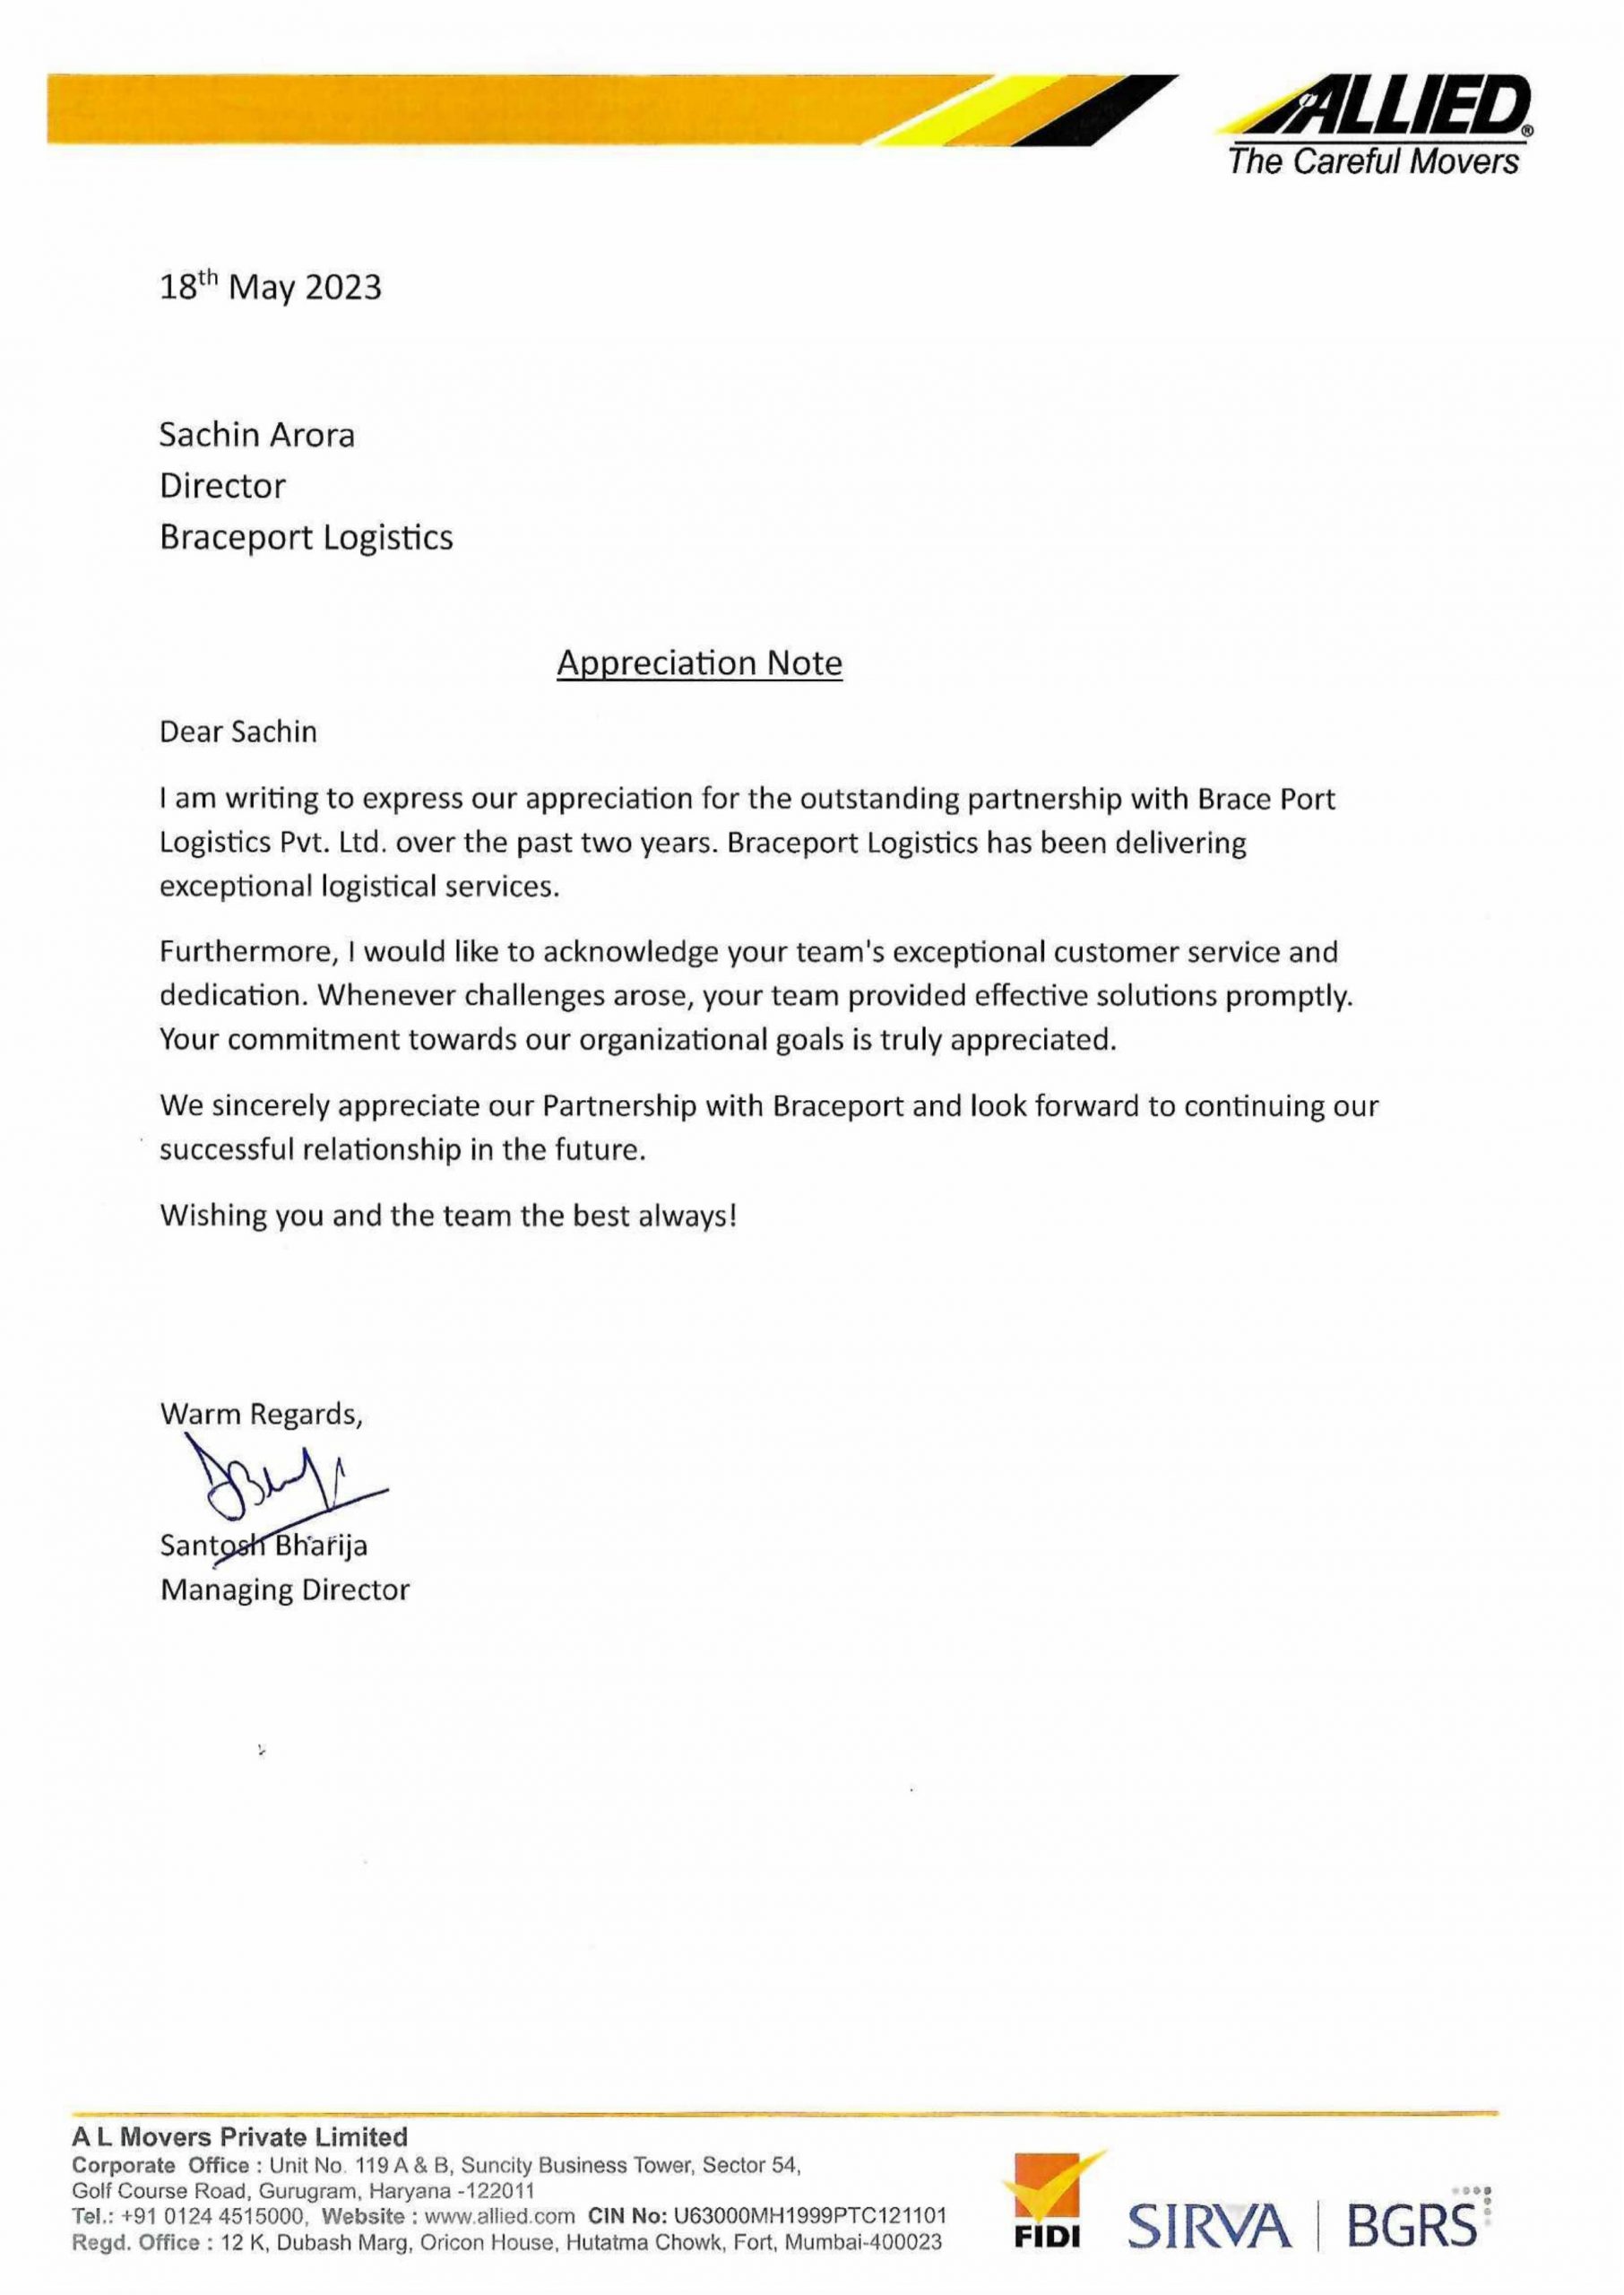 ALLIED®
The Careful Movers
18th May 2023
Sachin Arora
Director
Braceport Logistics
Appreciation Note
Dear Sachin
I am writing to express our appreciation for the outstanding partnership with Brace Port
Logistics Pvt. Ltd. over the past two years. Braceport Logistics has been delivering
exceptional logistical services.
Furthermore, I would like to acknowledge your team's exceptional customer service and
dedication. Whenever challenges arose, your team provided effective solutions promptly.
Your commitment towards our organizational goals is truly appreciated.
We sincerely appreciate our Partnership with Braceport and look forward to continuing our
successful relationship in the future.
Wishing you and the team the best always!
Warm Regards,
Santosh Bharija
Managing Director
A L Movers Private Limited
Corporate Office : Unit No. 119 A & B, Suncity Business Tower, Sector 54,
Golf Course Road, Gurugram, Haryana -122011
Tel.: +91 0124 4515000, Website : www.allied.com CIN No: U63000MH1999PTC121101
Regd. Office : 12 K, Dubash Marg, Oricon House, Hutatma Chowk, Fort, Mumbai-400023
FIDI
SIRVA | BGRS